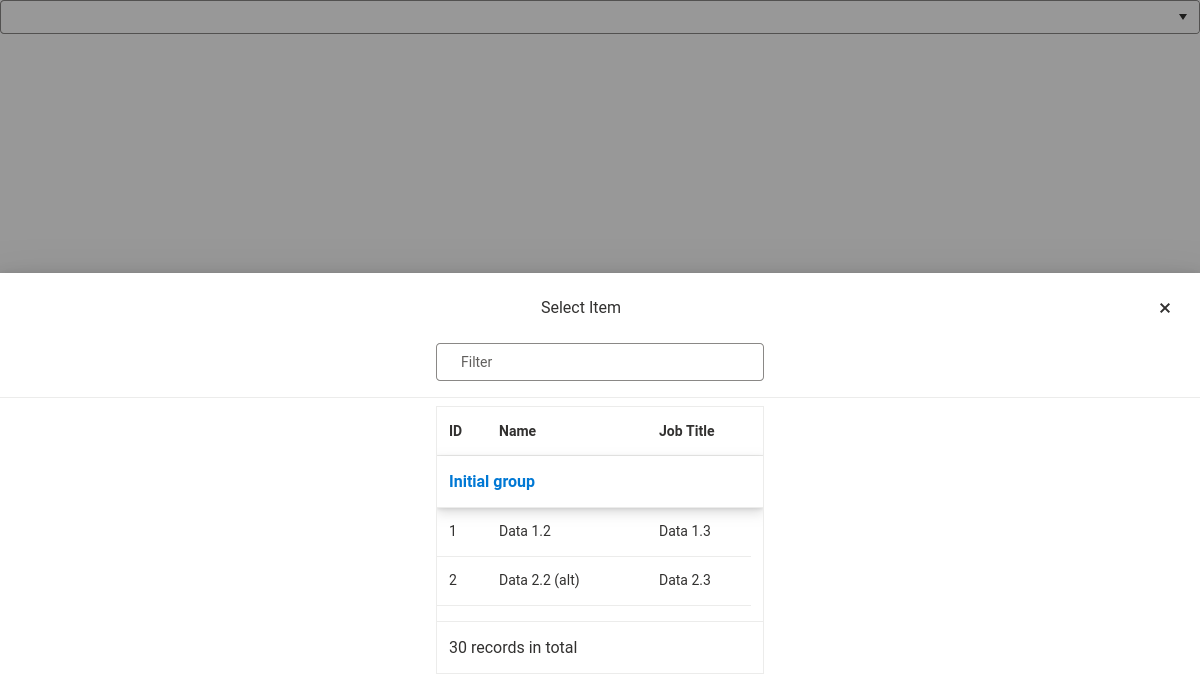 Select Item
Filter
ID Name Job Title
Initial group
1 Data 1.2 Data 1.3
2 Data 2.2 (alt) Data 2.3
30 records in total